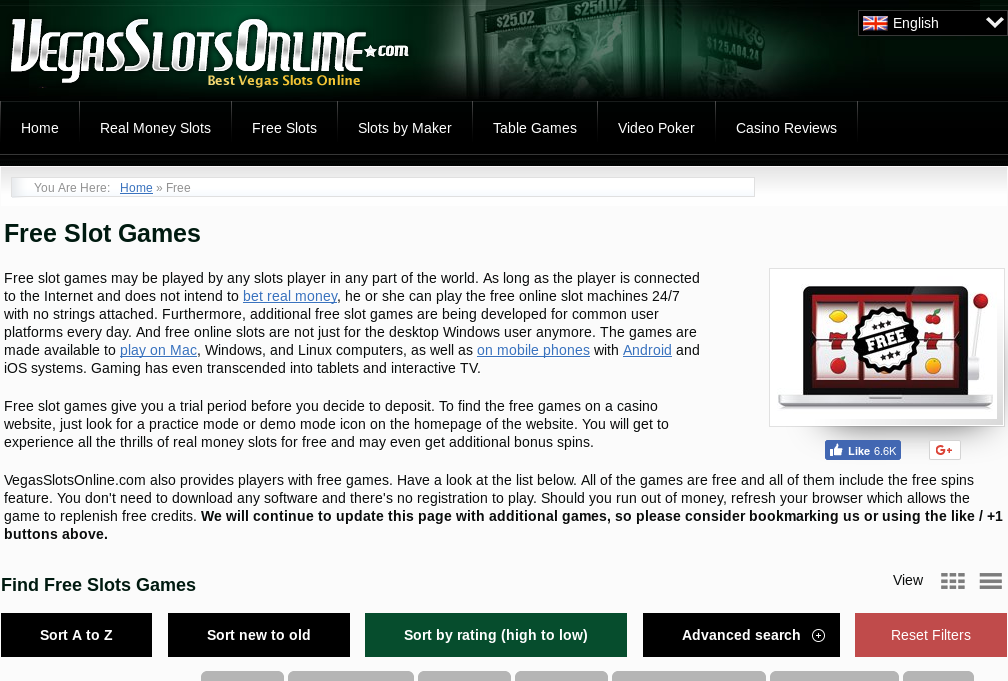 $25.02
$250.02
$125,484.24
VegasSlotsOnline.com
Best Vegas Slots Online
English
Home
Real Money Slots
Free Slots
Slots by Maker
Table Games
Video Poker
Casino Reviews
You Are Here: Home » Free
Free Slot Games
Free slot games may be played by any slots player in any part of the world. As long as the player is connected
to the Internet and does not intend to bet real money, he or she can play the free online slot machines 24/7
with no strings attached. Furthermore, additional free slot games are being developed for common user
platforms every day. And free online slots are not just for the desktop Windows user anymore. The games are
made available to play on Mac, Windows, and Linux computers, as well as on mobile phones with Android and
iOS systems. Gaming has even transcended into tablets and interactive TV.
FREE
Like 6.6K
G+
Free slot games give you a trial period before you decide to deposit. To find the free games on a casino
website, just look for a practice mode or demo mode icon on the homepage of the website. You will get to
experience all the thrills of real money slots for free and may even get additional bonus spins.
VegasSlotsOnline.com also provides players with free games. Have a look at the list below. All of the games are free and all of them include the free spins
feature. You don't need to download any software and there's no registration to play. Should you run out of money, refresh your browser which allows the
game to replenish free credits. We will continue to update this page with additional games, so please consider bookmarking us or using the like / +1
buttons above.
Find Free Slots Games
View
Sort A to Z
Sort new to old
Sort by rating (high to low)
Advanced search
Reset Filters